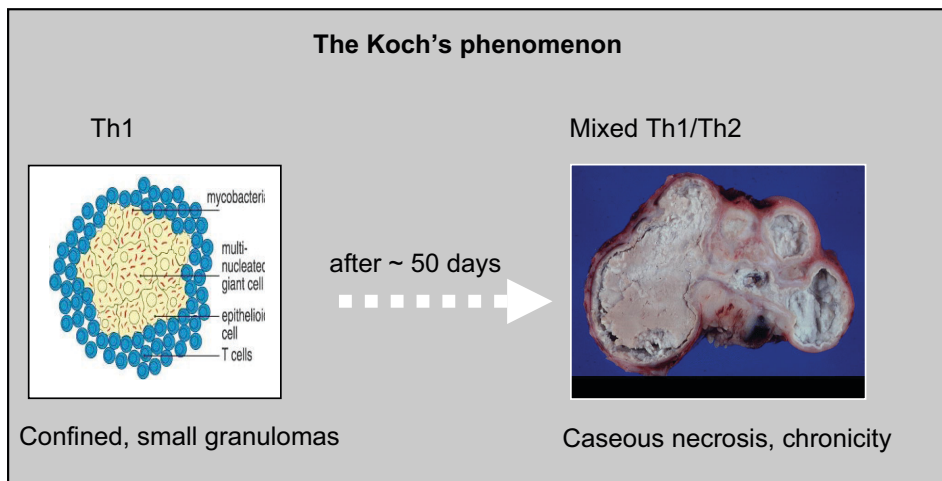 The Koch's phenomenon
Th1
Mixed Th1/Th2
mycobacteri
multi-
nucleated
giant cell
epithelioi
cell
T cells
after ~ 50 days
Confined, small granulomas
Caseous necrosis, chronicity